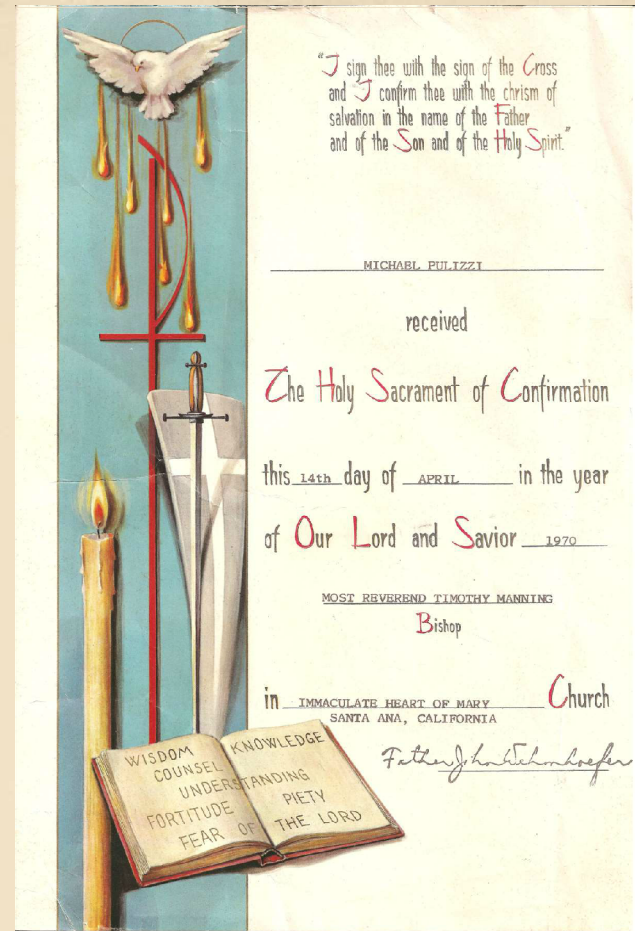 "I sign thee with the sign of the Cross
and I confirm thee with the chrism of
salvation in the name of the Father
and of the Son and of the Holy Spirit."
MICHAEL PULIZZI
received
The Holy Sacrament of Confirmation
this 14th day of APRIL in the year
of Our Lord and Savior 1970
MOST REVEREND TIMOTHY MANNING
Bishop
in IMMACULATE HEART OF MARY Church
SANTA ANA, CALIFORNIA
Father John
WISDOM
COUNSEL
UNDERSTANDING
FORTITUDE
FEAR OF THE LORD
KNOWLEDGE
PIETY